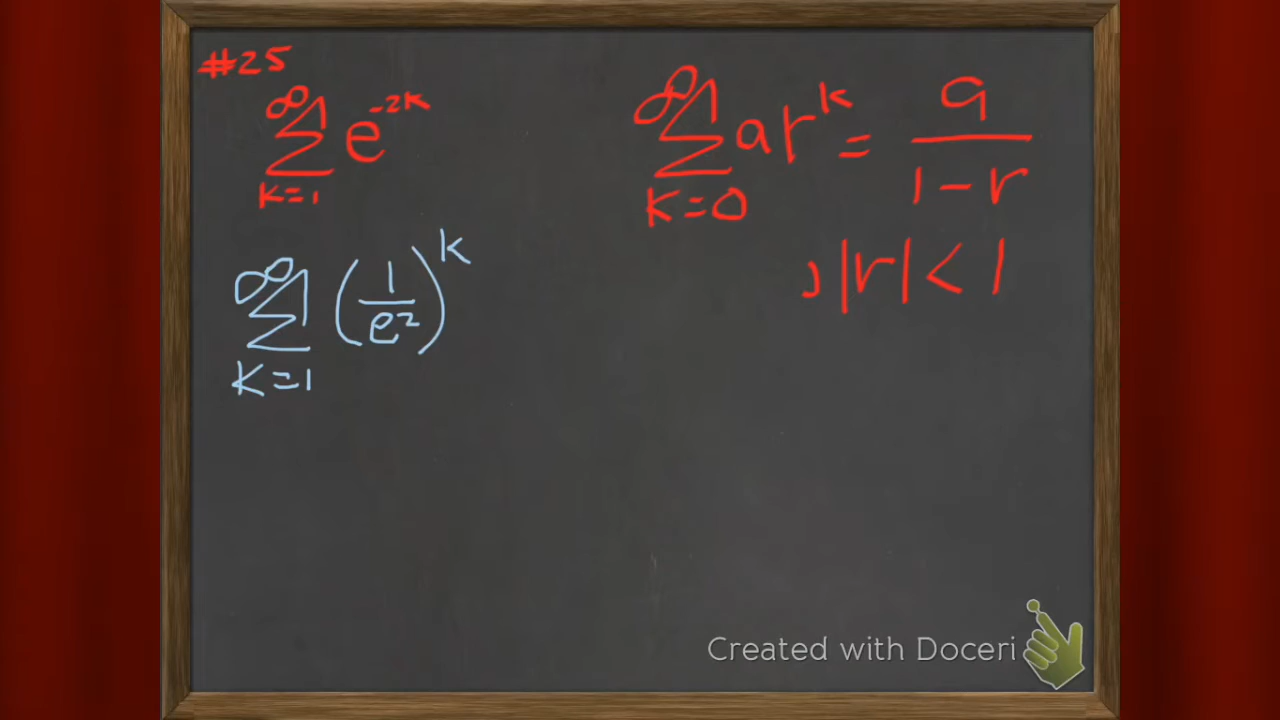 #25
∞
∑ e^{-2k}
k=1
∞
∑ (1/e^2)^k
k=1
∞
∑ ar^k = a/(1-r)
k=0
, |r| < 1
Created with Doceri